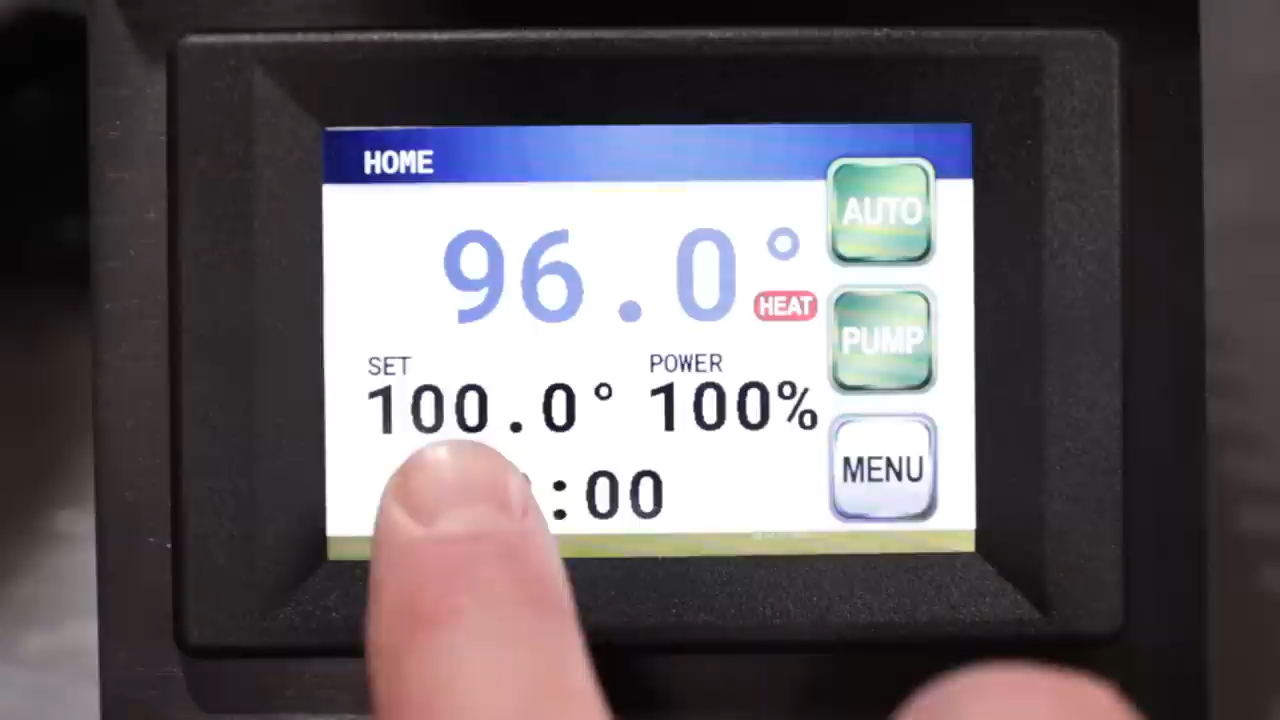 HOME
AUTO
96.0°
HEAT
PUMP
SET
POWER
100.0°
100%
MENU
:00